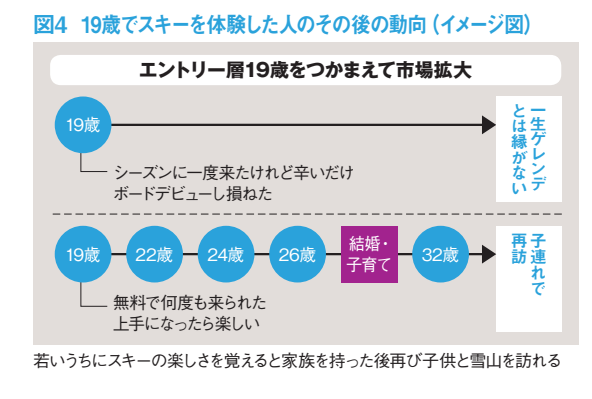 図4 19歳でスキーを体験した人のその後の動向（イメージ図）
エントリー層19歳をつかまえて市場拡大
19歳
シーズンに一度来たけれど辛いだけ
ボードデビューし損ねた
一生ゲレンデ
とは縁がない
19歳
22歳
24歳
26歳
結婚・
子育て
32歳
子連れで
再訪
無料で何度も来られた
上手になったら楽しい
若いうちにスキーの楽しさを覚えると家族を持った後再び子供と雪山を訪れる